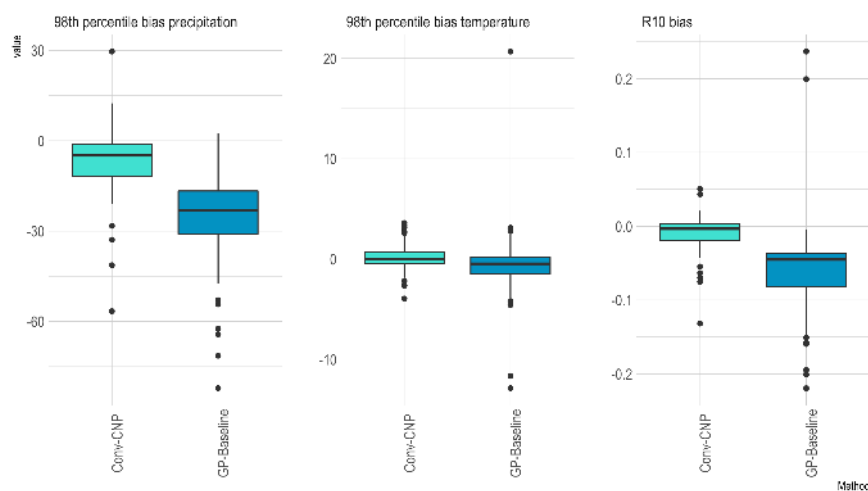 98th percentile bias precipitation
98th percentile bias temperature
R10 bias
value
30
0
-30
-60
20
10
0
-10
0.2
0.1
0.0
-0.1
-0.2
Conv-CNP
GP-Baseline
Conv-CNP
GP-Baseline
Conv-CNP
GP-Baseline
Method